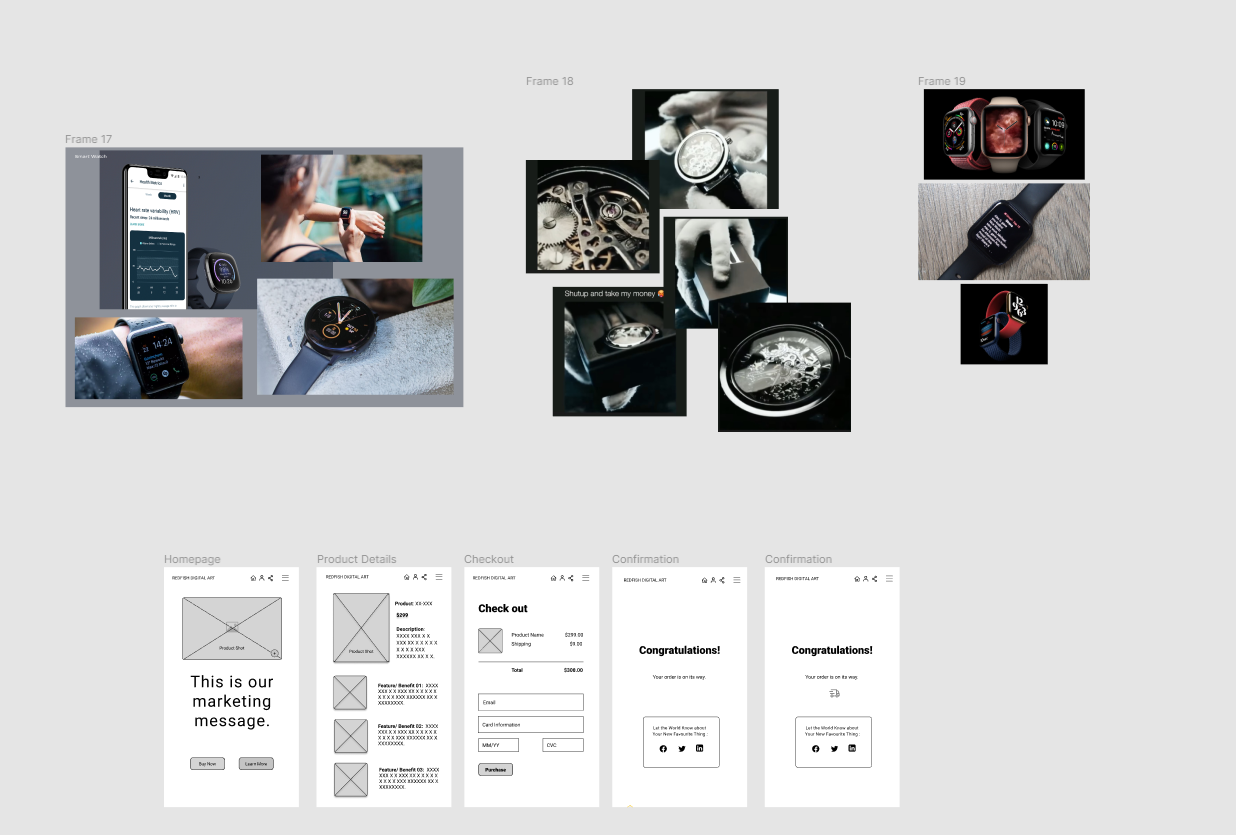 Frame 17
Smart Watch
Health Metrics
Heart rate variability (HRV)
14:24
Frame 18
Shutup and take my money
Frame 19
10:09
Homepage
REDFISH DIGITAL ART
Product Shot
This is our
marketing
message.
Buy Now
Learn More
Product Details
REDFISH DIGITAL ART
Product Shot
Product: XX-XXX
$299
Description:
XXXX XXX X X
XXX XX X X X X X
X X X X XXX
XXXXXX XX X X.
Feature/ Benefit 01: XXXX
XXX X X XXX XX X X X X X
X X X X XXX XXXXXX XX X
XXXXXXXX.
Feature/ Benefit 02: XXXX
XXX X X XXX XX X X X X X
X X X X XXX XXXXXX XX X
XXXXXXXX.
Feature/ Benefit 03: XXXX
XXX X X XXX XX X X X X X
X X X X XXX XXXXXX XX X
XXXXXXXX.
Checkout
REDFISH DIGITAL ART
Check out
Product Name $299.00
Shipping $9.00
Total $308.00
Email
Card Information
MM/YY CVC
Purchase
Confirmation
REDFISH DIGITAL ART
Congratulations!
Your order is on its way.
Let the World Know about
Your New Favourite Thing :
Confirmation
REDFISH DIGITAL ART
Congratulations!
Your order is on its way.
Let the World Know about
Your New Favourite Thing :